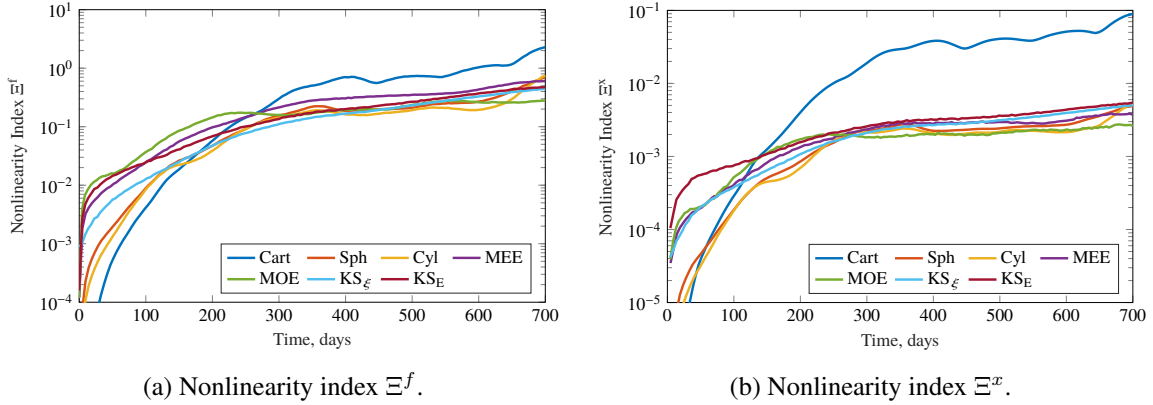 10^1
10^0
10^-1
10^-2
10^-3
10^-4
Nonlinearity Index Ξ^f
Cart Sph Cyl MEE
MOE KS_ξ KS_E
0 100 200 300 400 500 600 700
Time, days
(a) Nonlinearity index Ξ^f.
10^-1
10^-2
10^-3
10^-4
10^-5
Nonlinearity Index Ξ^x
Cart Sph Cyl MEE
MOE KS_ξ KS_E
0 100 200 300 400 500 600 700
Time, days
(b) Nonlinearity index Ξ^x.